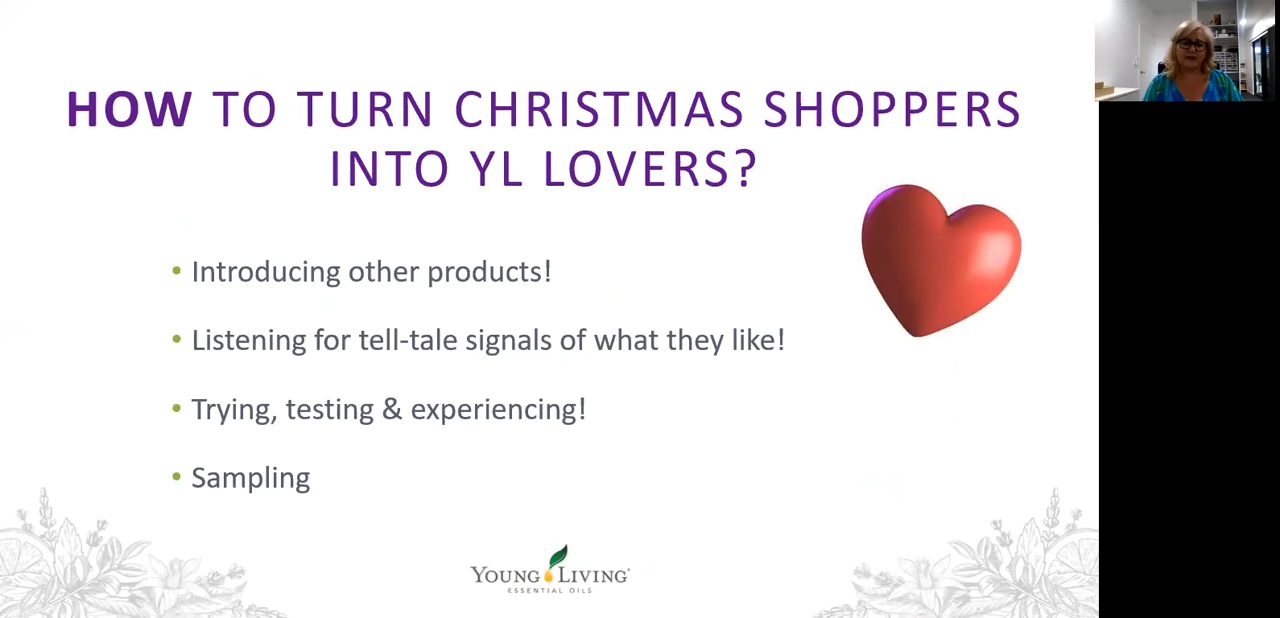 HOW TO TURN CHRISTMAS SHOPPERS
INTO YL LOVERS?
• Introducing other products!
• Listening for tell-tale signals of what they like!
• Trying, testing & experiencing!
• Sampling
YOUNG LIVING
ESSENTIAL OILS